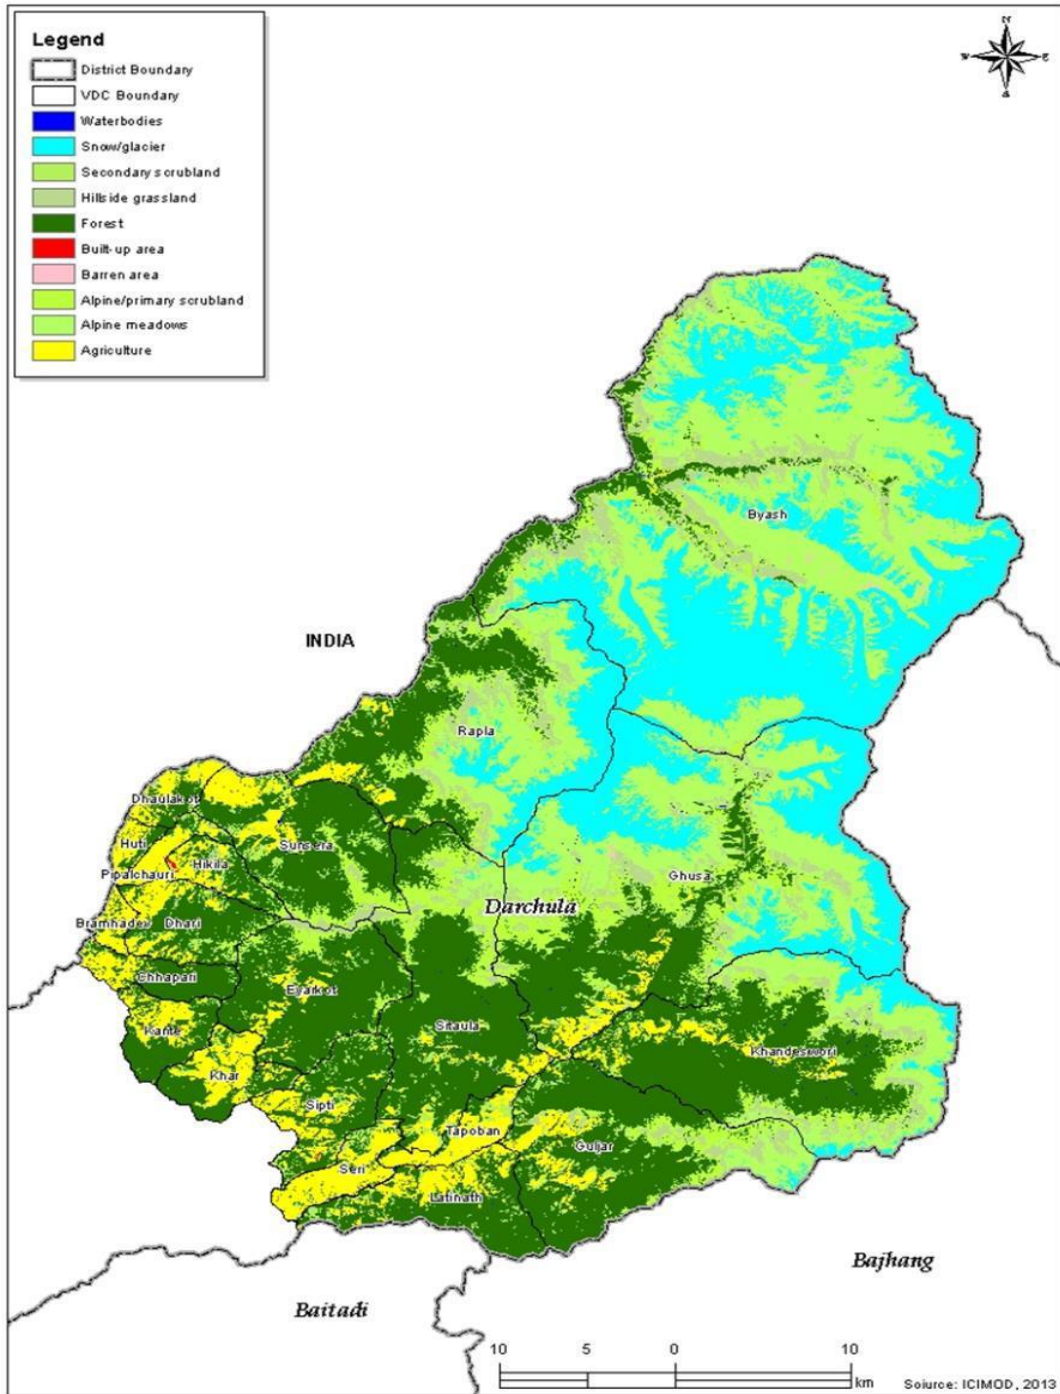 Legend
District Boundary
VDC Boundary
Waterbodies
Snow/glacier
Secondary scrubland
Hillside grassland
Forest
Built-up area
Barren area
Alpine/primary scrubland
Alpine meadows
Agriculture
N
W E
S
Byash
INDIA
Rapla
Dhaulakot
Huti
Sunsera
Hikila
Pipalchauri
Ghusa
Darchula
Bramhadev
Dhari
Chhapari
Eyarkot
Sitaula
Kante
Khandeswori
Khar
Sipti
Tapoban
Guljar
Seri
Latinath
Bajhang
Baitadi
10 5 0 10
km
Soiurce: ICIMOD, 2013